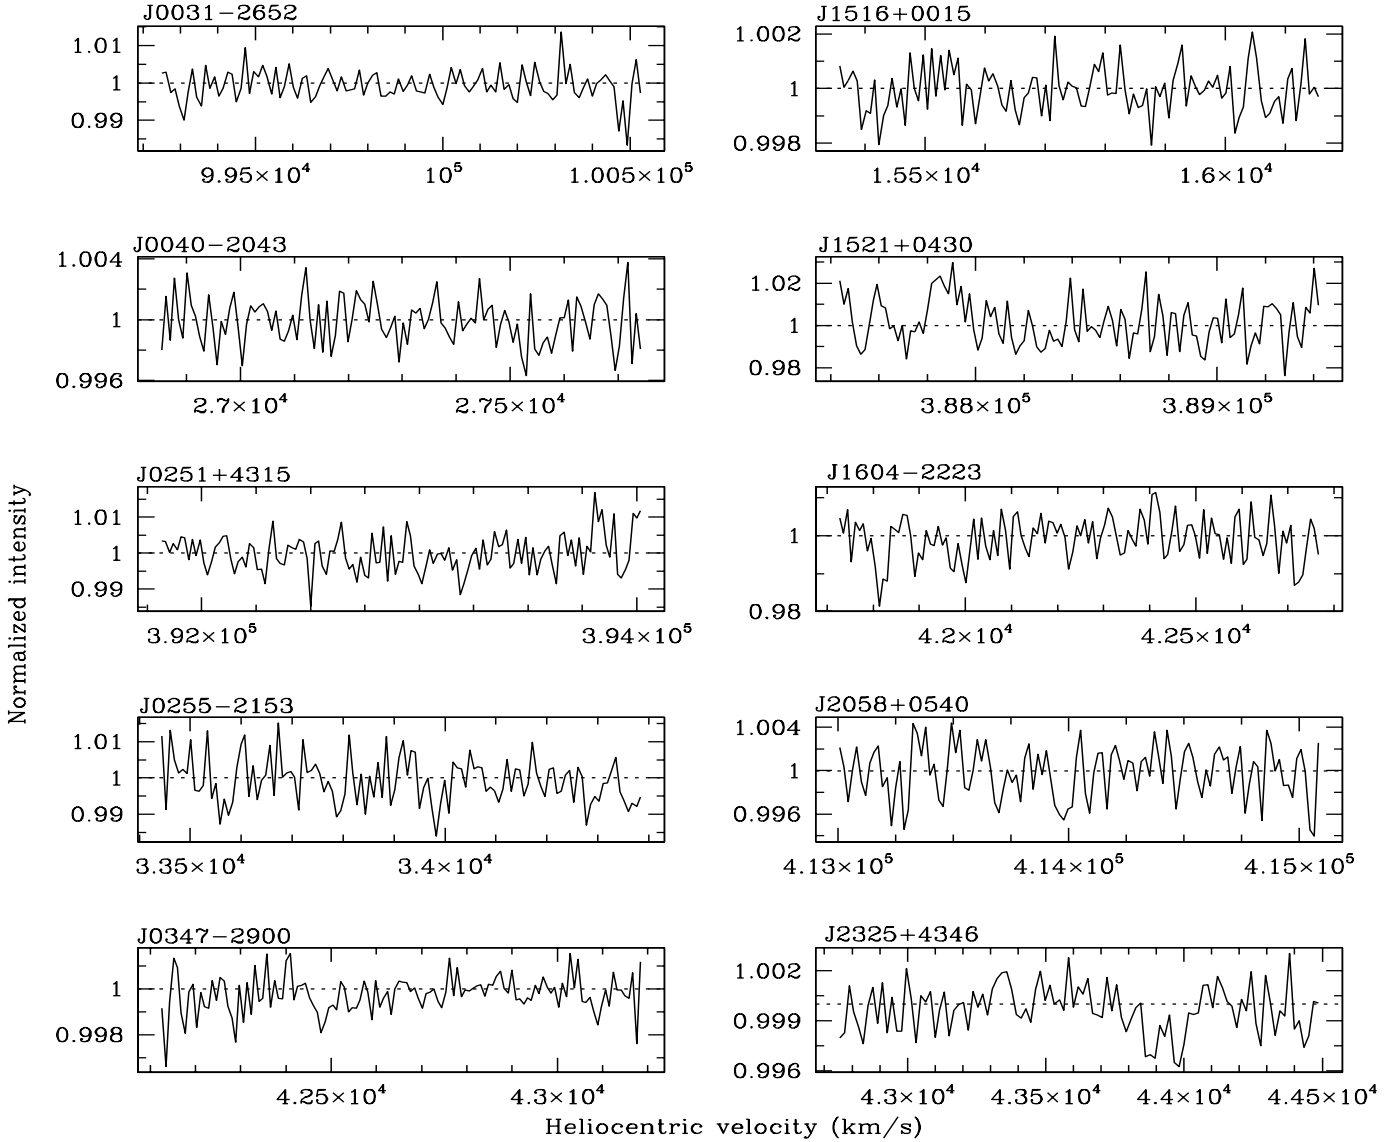 J0031−2652
1.01
1
0.99
9.95×10⁴ 10⁵ 1.005×10⁵
J1516+0015
1.002
1
0.998
1.55×10⁴ 1.6×10⁴
J0040−2043
1.004
1
0.996
2.7×10⁴ 2.75×10⁴
J1521+0430
1.02
1
0.98
3.88×10⁵ 3.89×10⁵
J0251+4315
1.01
1
0.99
3.92×10⁵ 3.94×10⁵
J1604−2223
1
0.98
4.2×10⁴ 4.25×10⁴
J0255−2153
1.01
1
0.99
3.35×10⁴ 3.4×10⁴
J2058+0540
1.004
1
0.996
4.13×10⁵ 4.14×10⁵ 4.15×10⁵
J0347−2900
1
0.998
4.25×10⁴ 4.3×10⁴
J2325+4346
1.002
0.999
0.996
4.3×10⁴ 4.35×10⁴ 4.4×10⁴ 4.45×10⁴
Normalized intensity
Heliocentric velocity (km/s)